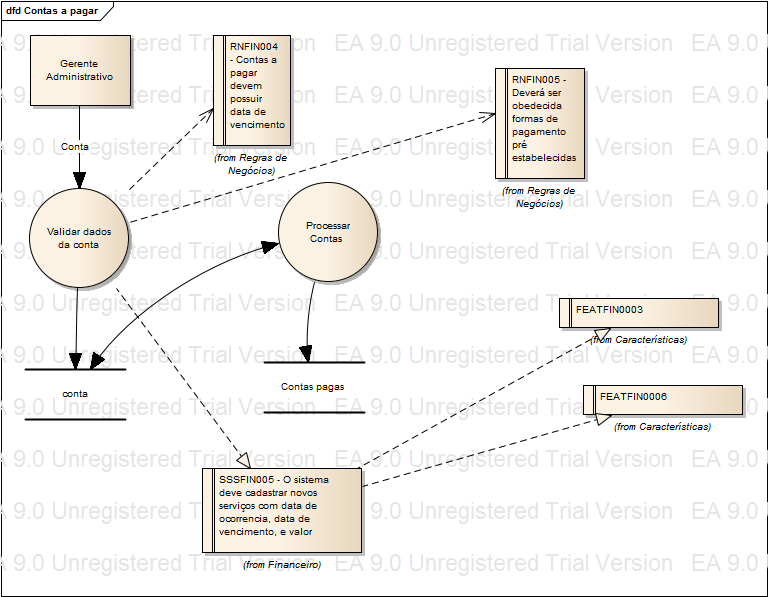 dfd Contas a pagar
EA 9.0 Unregistered Trial Version EA 9.0 Unregistered Trial Version EA 9.0
Gerente
Administrativo
RNFIN004
- Contas a
pagar
devem
possuir
data de
vencimento
(from Regras de
Negócios)
RNFIN005 -
Deverá ser
obedecida
formas de
pagamento
pré
estabelecidas
(from Regras de
Negócios)
Conta
Validar dados
da conta
Processar
Contas
FEATFIN0003
(from Características)
conta
Contas pagas
FEATFIN0006
(from Características)
SSSFIN005 - O sistema
deve cadastrar novos
serviços com data de
ocorrencia, data de
vencimento, e valor
(from Financeiro)